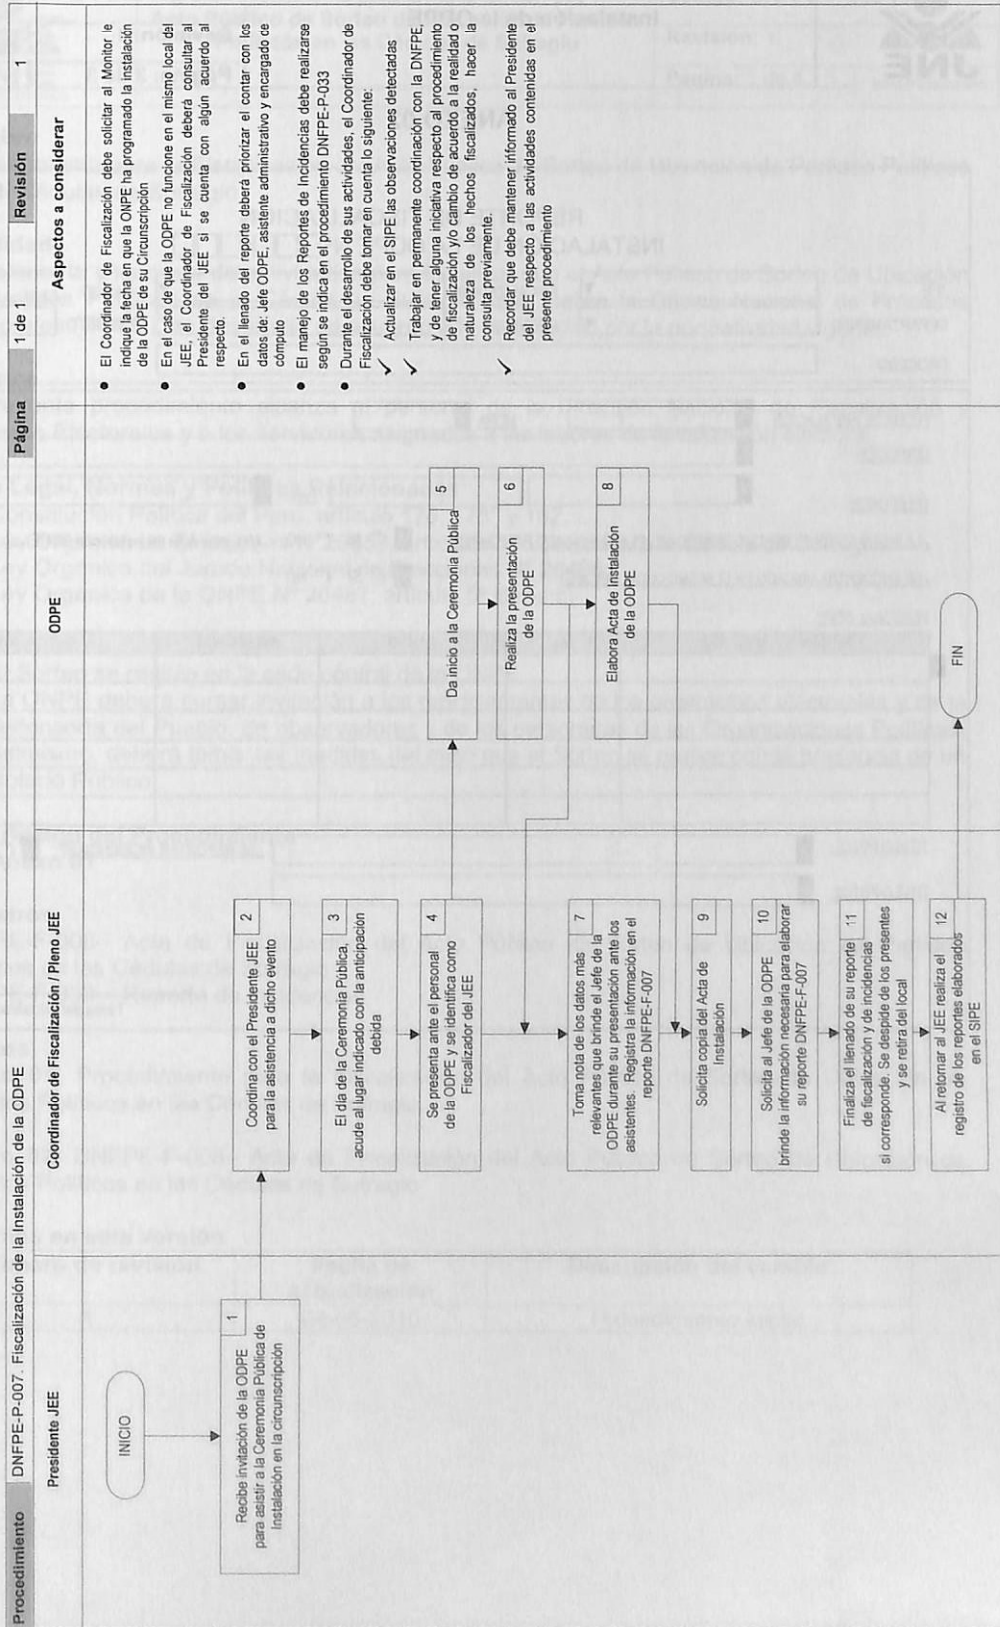 Procedimiento DNFPE-P-007. Fiscalización de la Instalación de la ODPE Página 1 de 1 Revisión 1
Presidente JEE
Coordinador de Fiscalización / Pleno JEE
ODPE
Aspectos a considerar
INICIO
1
Recibe invitación de la ODPE
para asistir a la Ceremonia Pública de
Instalación en la circunscripción
2
Coordina con el Presidente JEE
para la asistencia a dicho evento
3
El día de la Ceremonia Pública,
acude al lugar indicado con la anticipación
debida
4
Se presenta ante el personal
de la ODPE y se identifica como
Fiscalizador del JEE
5
Da inicio a la Ceremonia Pública
6
Realiza la presentación
de la ODPE
7
Toma nota de los datos más
relevantes que brinde el Jefe de la
ODPE durante su presentación ante los
asistentes. Registra la información en el
reporte DNFPE-F-007
8
Elabora Acta de Instalación
de la ODPE
9
Solicita copia del Acta de
Instalación
10
Solicita al Jefe de la ODPE
brinde la información necesaria para elaborar
su reporte DNFPE-F-007
11
Finaliza el llenado de su reporte
de fiscalización y de incidencias
si corresponde. Se despide de los presentes
y se retira del local
12
Al retornar al JEE realiza el
registro de los reportes elaborados
en el SIPE
FIN
• El Coordinador de Fiscalización debe solicitar al Monitor le
indique la fecha en que la ONPE ha programado la Instalación
de la ODPE de su Circunscripción
• En el caso de que la ODPE no funcione en el mismo local del
JEE, el Coordinador de Fiscalización deberá consultar al
Presidente del JEE si se cuenta con algún acuerdo al
respecto
• En el llenado del reporte deberá priorizar el contar con los
datos de: Jefe ODPE, asistente administrativo y encargado de
cómputo
• El manejo de los Reportes de Incidencias debe realizarse
según se indica en el procedimiento DNFPE-P-033
• Durante el desarrollo de sus actividades, el Coordinador de
Fiscalización debe tomar en cuenta lo siguiente:
✓ Actualizar en el SIPE las observaciones detectadas
✓ Trabajar en permanente coordinación con la DNFPE,
y de tener alguna iniciativa respecto al procedimiento
de fiscalización y/o cambio de acuerdo a la realidad o
naturaleza de los hechos fiscalizados, hacer la
consulta previamente.
✓ Recordar que debe mantener informado al Presidente
del JEE respecto a las actividades contenidas en el
presente procedimiento